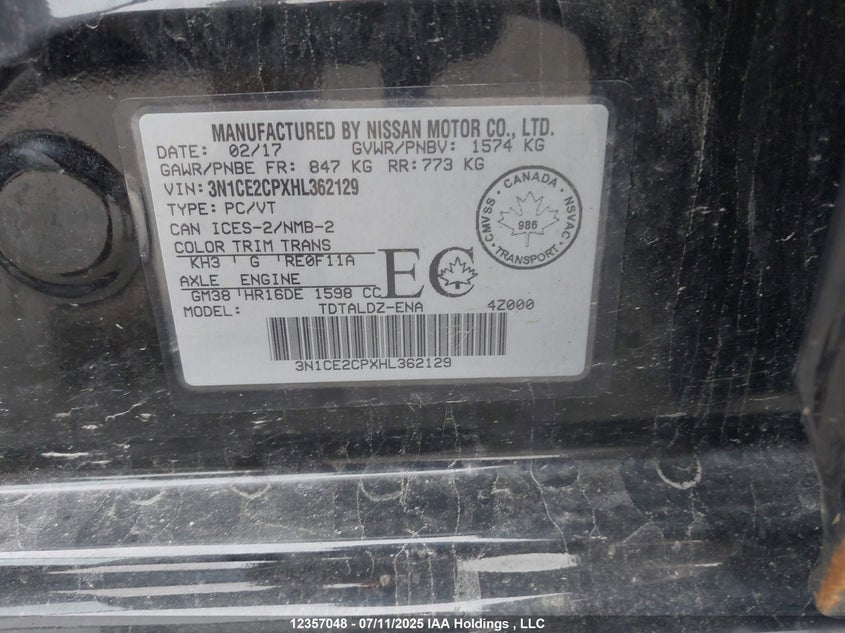 MANUFACTURED BY NISSAN MOTOR CO., LTD.
DATE: 02/17 GVWR/PNBV: 1574 KG
GAWR/PNBE FR: 847 KG RR: 773 KG
VIN: 3N1CE2CPXHL362129
TYPE: PC/VT
CAN ICES-2/NMB-2
COLOR TRIM TRANS
KH3 G RE0F11A
AXLE ENGINE
GM38 HR16DE 1598 CC
MODEL: TDTALDZ-ENA 4Z000
EC
CANADA
CMVSS NSVAC
986
TRANSPORT
3N1CE2CPXHL362129
12357048 - 07/11/2025 IAA Holdings , LLC